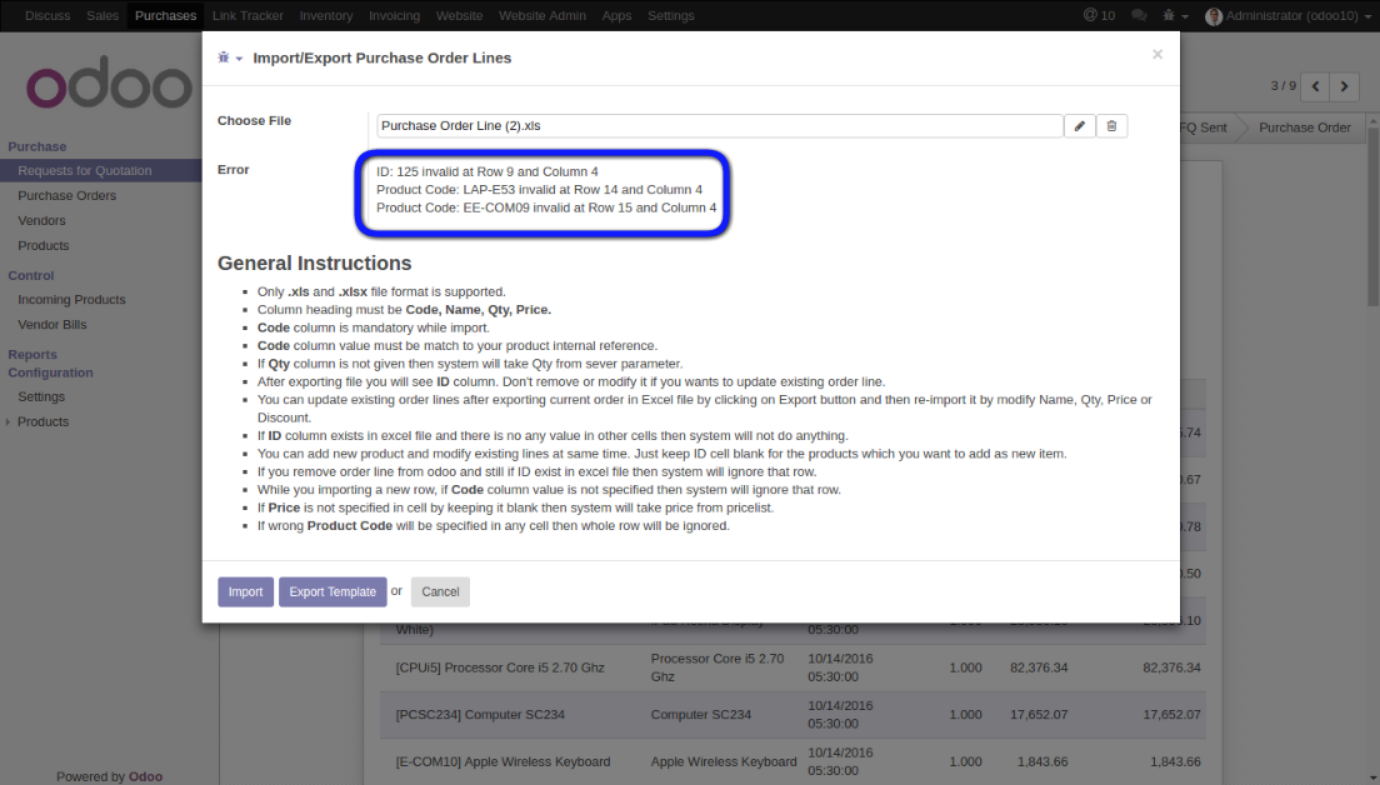 Discuss Sales Purchases Link Tracker Inventory Invoicing Website Website Admin Apps Settings @ 10 Administrator (odoo10)
odoo
Purchase
Requests for Quotation
Purchase Orders
Vendors
Products
Control
Incoming Products
Vendor Bills
Reports
Configuration
Settings
Products
Powered by Odoo
Import/Export Purchase Order Lines ×
Choose File Purchase Order Line (2).xls
Error
ID: 125 invalid at Row 9 and Column 4
Product Code: LAP-E53 invalid at Row 14 and Column 4
Product Code: EE-COM09 invalid at Row 15 and Column 4
General Instructions
Only .xls and .xlsx file format is supported.
Column heading must be Code, Name, Qty, Price.
Code column is mandatory while import.
Code column value must be match to your product internal reference.
If Qty column is not given then system will take Qty from sever parameter.
After exporting file you will see ID column. Don't remove or modify it if you wants to update existing order line.
You can update existing order lines after exporting current order in Excel file by clicking on Export button and then re-import it by modify Name, Qty, Price or
Discount.
If ID column exists in excel file and there is no any value in other cells then system will not do anything.
You can add new product and modify existing lines at same time. Just keep ID cell blank for the products which you want to add as new item.
If you remove order line from odoo and still if ID exist in excel file then system will ignore that row.
While you importing a new row, if Code column value is not specified then system will ignore that row.
If Price is not specified in cell by keeping it blank then system will take price from pricelist.
If wrong Product Code will be specified in any cell then whole row will be ignored.
Import Export Template or Cancel
3 / 9
FQ Sent Purchase Order
.74
.67
.78
.50
.10
White) 05:30:00
[CPUi5] Processor Core i5 2.70 Ghz Processor Core i5 2.70 10/14/2016 1.000 82,376.34 82,376.34
Ghz 05:30:00
[PCSC234] Computer SC234 Computer SC234 10/14/2016 1.000 17,652.07 17,652.07
05:30:00
[E-COM10] Apple Wireless Keyboard Apple Wireless Keyboard 10/14/2016 1.000 1,843.66 1,843.66
05:30:00